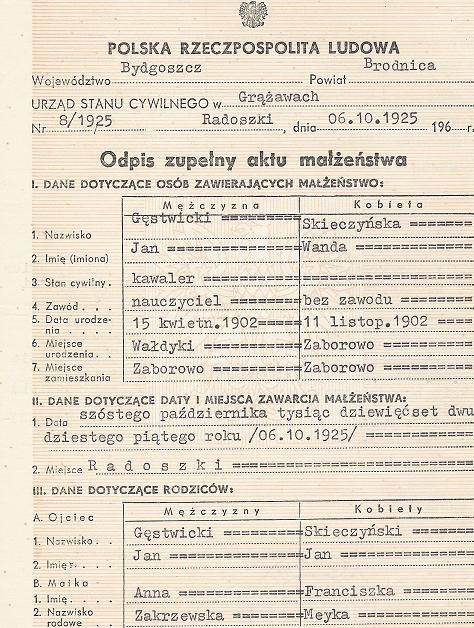 POLSKA RZECZPOSPOLITA LUDOWA
Województwo Bydgoszcz Powiat Brodnica
URZĄD STANU CYWILNEGO w Grążawach
Nr 8/1925 Radoszki, dnia 06.10.1925 196 r.
Odpis zupełny aktu małżeństwa
I. DANE DOTYCZĄCE OSÓB ZAWIERAJĄCYCH MAŁŻEŃSTWO:
Mężczyzna Kobieta
1. Nazwisko Gęstwicki ========= Skieczyńska =======
2. Imię (imiona) Jan ============== Wanda =============
3. Stan cywilny kawaler =================
4. Zawód nauczyciel ======== bez zawodu ========
5. Data urodzenia 15 kwietn.1902===== 11 listop.1902 =====
6. Miejsce urodzenia Wałdyki =========== Zaborowo ==========
7. Miejsce zamieszkania Zaborowo ========== Zaborowo ==========
II. DANE DOTYCZĄCE DATY I MIEJSCA ZAWARCIA MAŁŻEŃSTWA:
1. Data szóstego października tysiąc dziewięćset dwu
dziestego piątego roku /06.10.1925/ ============
2. Miejsce Radoszki ==========================
III. DANE DOTYCZĄCE RODZICÓW:
Mężczyzny Kobiety
A. Ojciec
1. Nazwisko Gęstwicki ========= Skieczyński =======
2. Imię Jan ============== Jan ==============
B. Matka
1. Imię Anna ============= Franciszka ========
2. Nazwisko rodowe Zakrzewska ======== Meyka ============